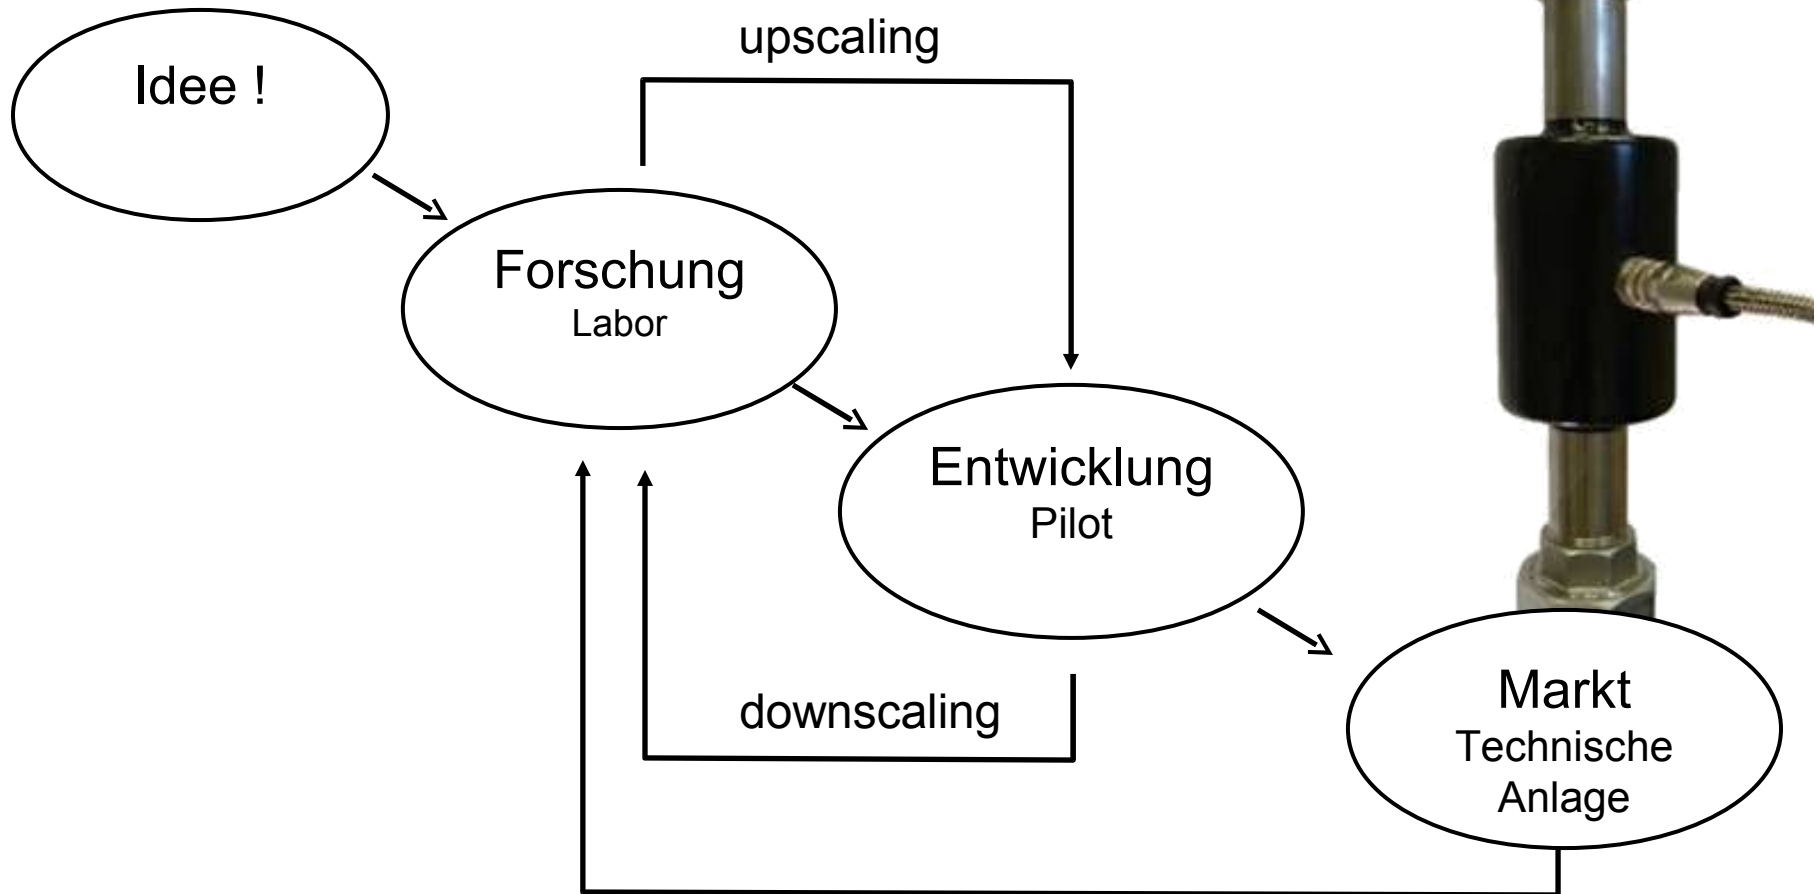 upscaling
Idee !
Forschung
Labor
Entwicklung
Pilot
downscaling
Markt
Technische
Anlage